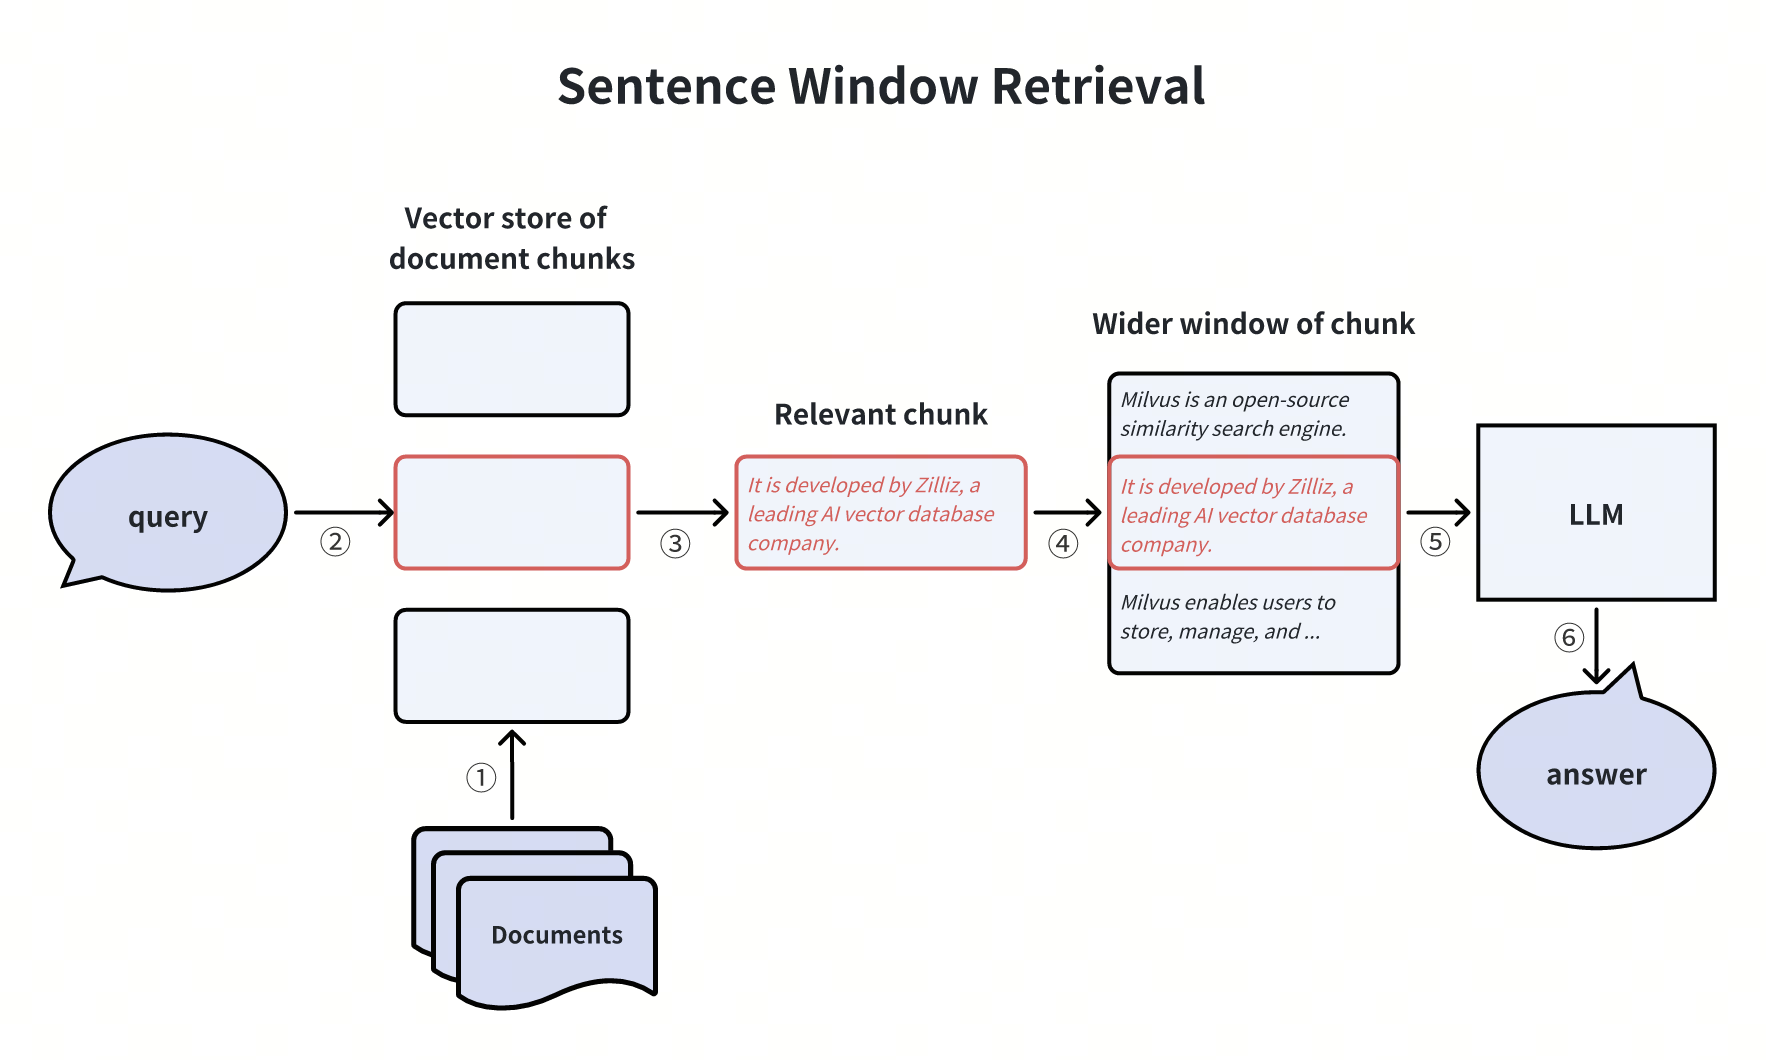 Sentence Window Retrieval
Vector store of
document chunks
Wider window of chunk
Relevant chunk
query
②
③
It is developed by Zilliz, a
leading AI vector database
company.
④
Milvus is an open-source
similarity search engine.
It is developed by Zilliz, a
leading AI vector database
company.
Milvus enables users to
store, manage, and ...
⑤
LLM
⑥
answer
①
Documents